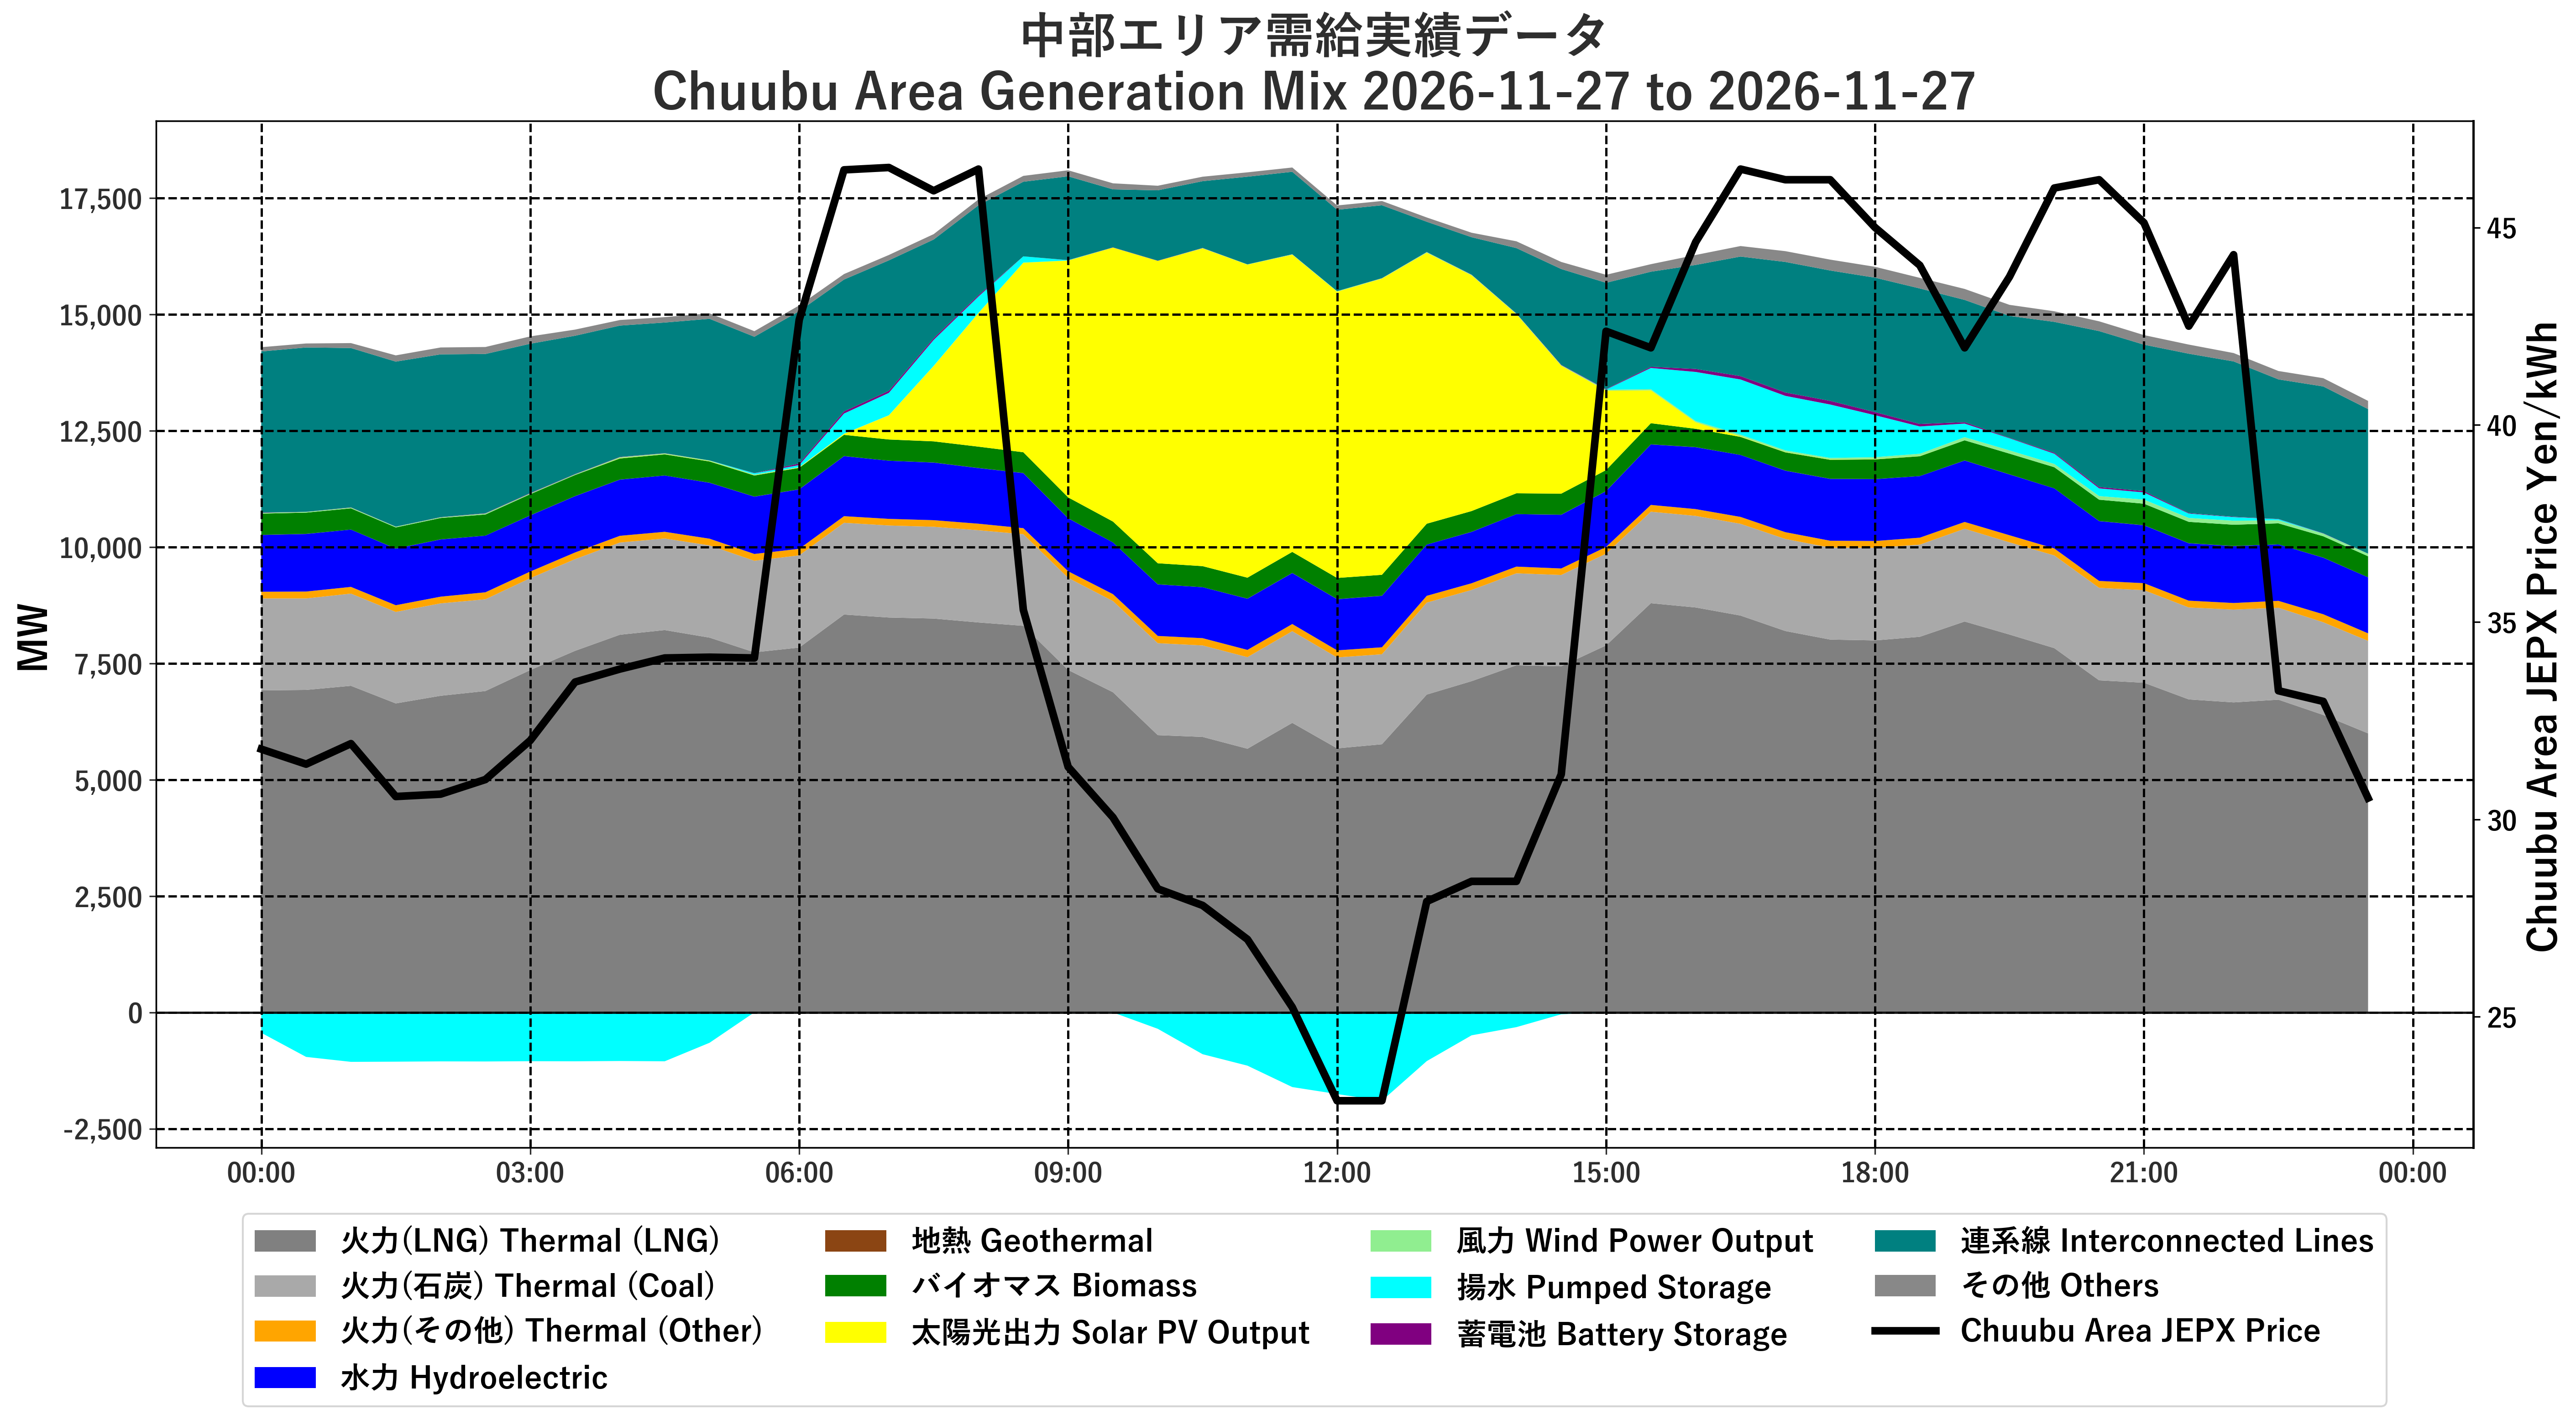 中部エリア需給実績データ
Chuubu Area Generation Mix 2026-11-27 to 2026-11-27
MW
17,500
15,000
12,500
10,000
7,500
5,000
2,500
0
-2,500
45
40
35
30
25
Chuubu Area JEPX Price Yen/kWh
00:00 03:00 06:00 09:00 12:00 15:00 18:00 21:00 00:00
火力(LNG) Thermal (LNG)
火力(石炭) Thermal (Coal)
火力(その他) Thermal (Other)
水力 Hydroelectric
地熱 Geothermal
バイオマス Biomass
太陽光出力 Solar PV Output
風力 Wind Power Output
揚水 Pumped Storage
蓄電池 Battery Storage
連系線 Interconnected Lines
その他 Others
Chuubu Area JEPX Price